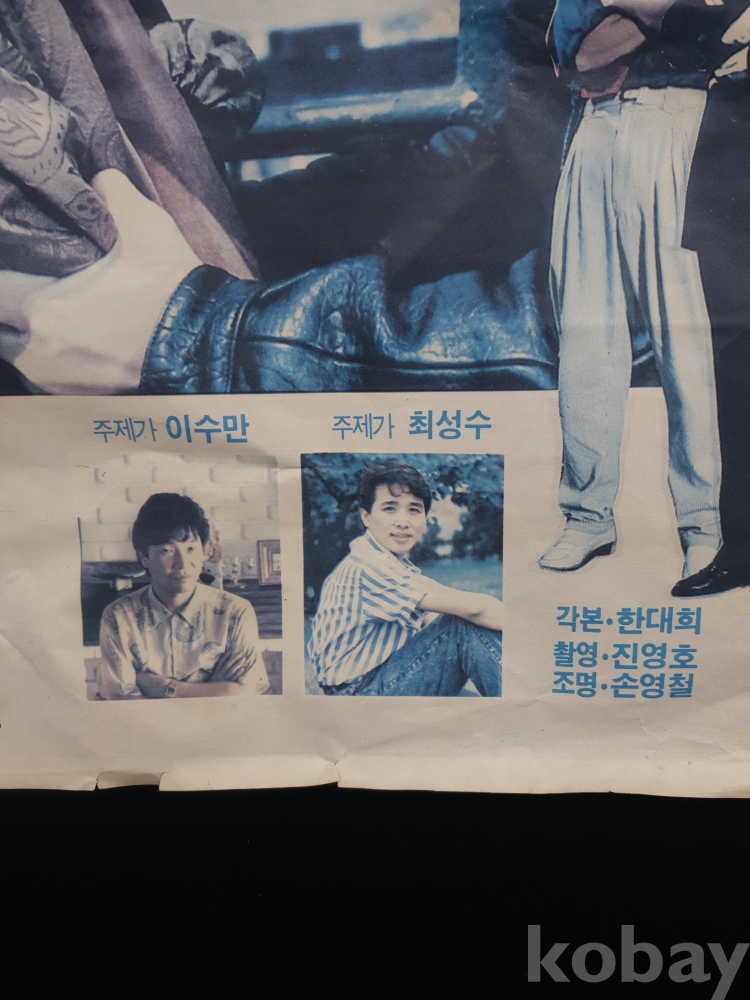 주제가 이수만
주제가 최성수
각본·한대희
촬영·진영호
조명·손영철
kobay